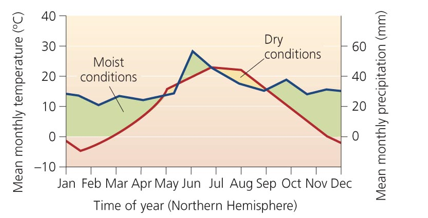 Mean monthly temperature (°C)
40
30
20
10
0
−10
Moist
conditions
Dry
conditions
60
40
20
0
Mean monthly precipitation (mm)
Jan Feb Mar Apr May Jun Jul Aug Sep Oct Nov Dec
Time of year (Northern Hemisphere)